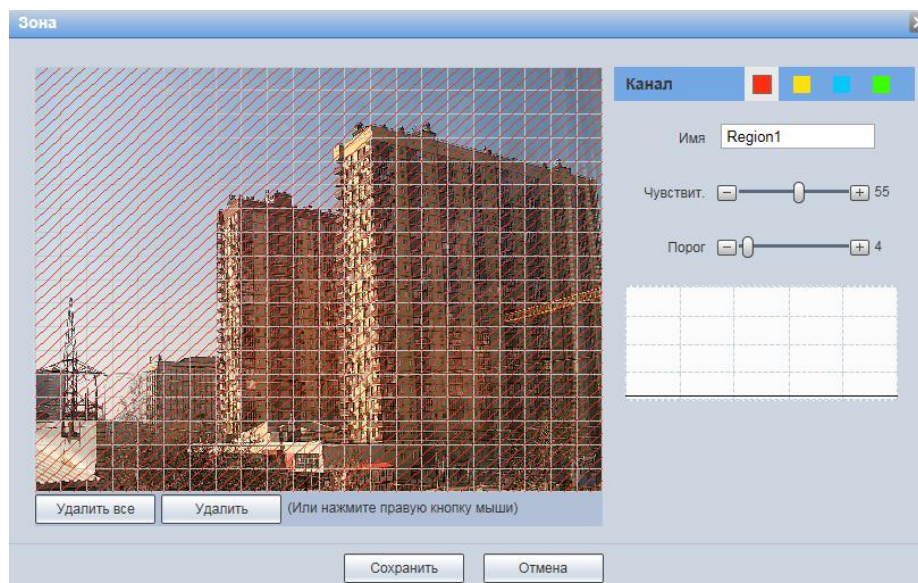 Зона
Канал
Имя Region1
Чувствит. 55
Порог 4
Удалить все Удалить (Или нажмите правую кнопку мыши)
Сохранить Отмена